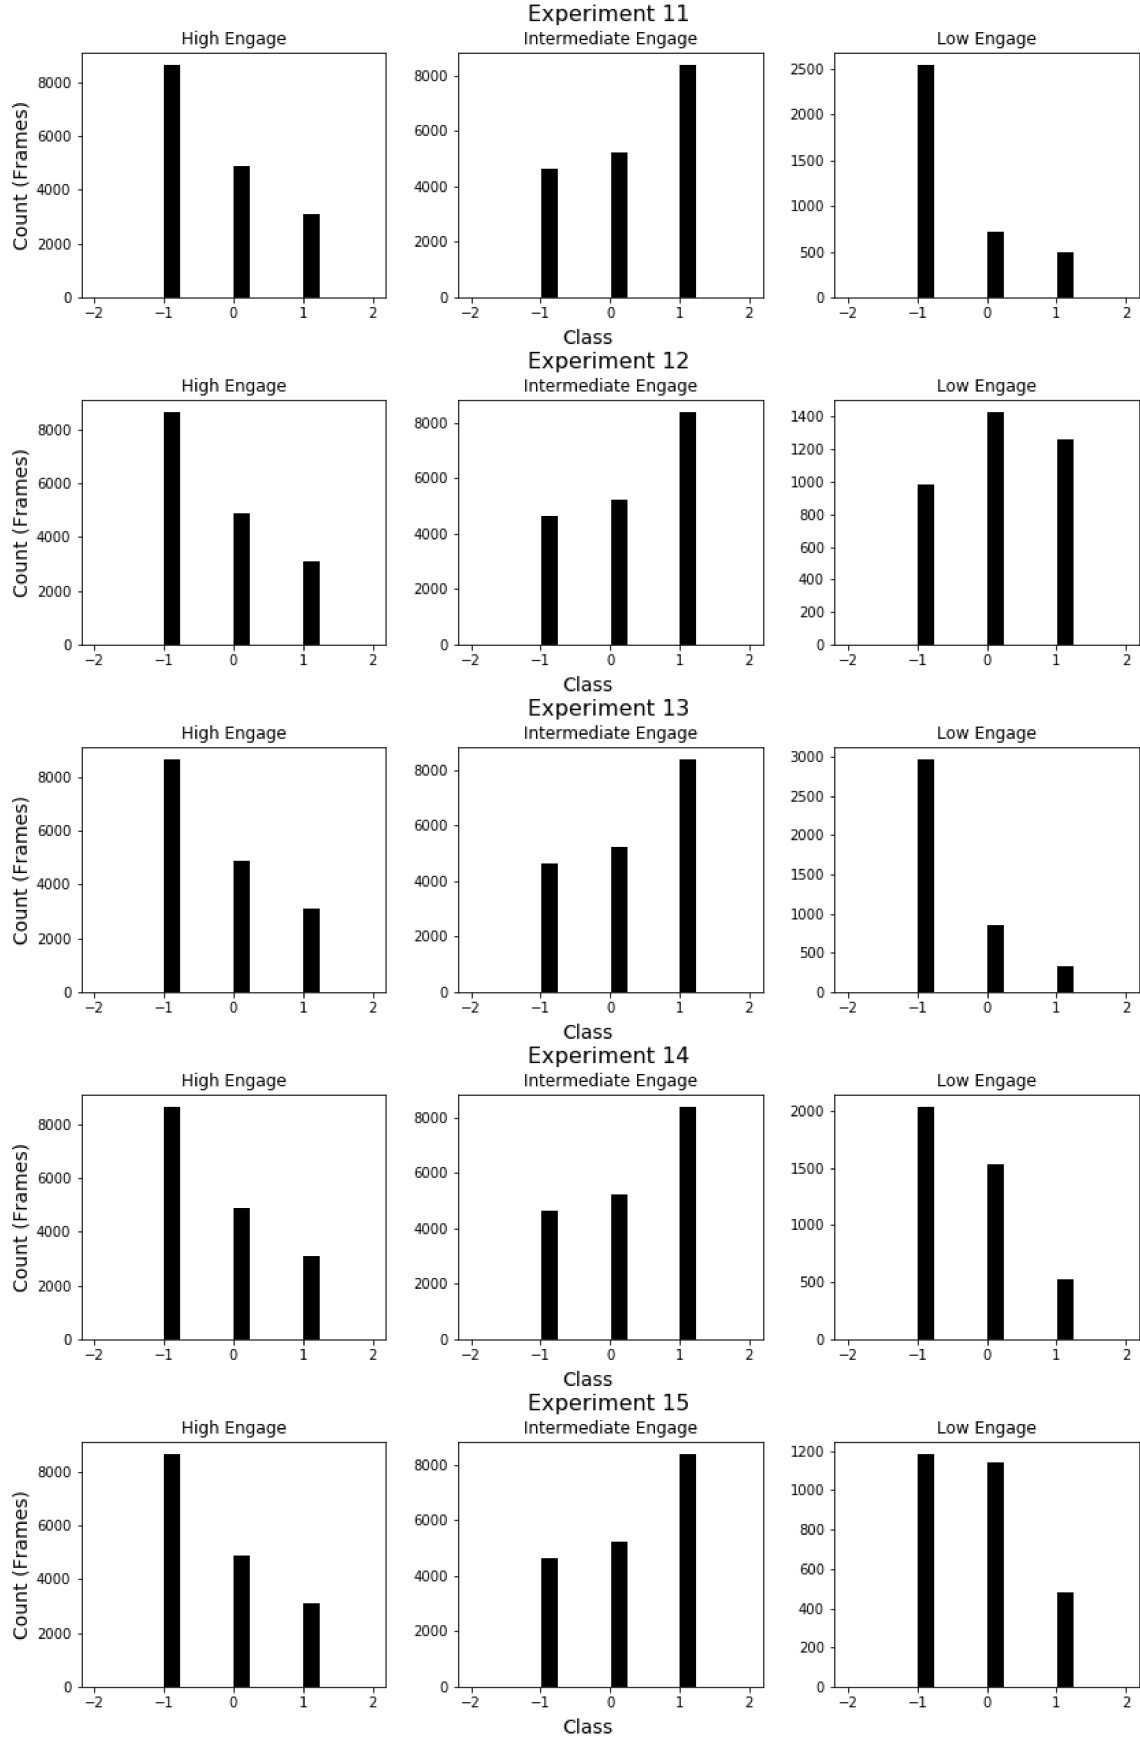 Experiment 11
High Engage Intermediate Engage Low Engage
Count (Frames)
8000
6000
4000
2000
0
−2 −1 0 1 2
8000
6000
4000
2000
0
−2 −1 0 1 2
2500
2000
1500
1000
500
0
−2 −1 0 1 2
Class
Experiment 12
High Engage Intermediate Engage Low Engage
Count (Frames)
8000
6000
4000
2000
0
−2 −1 0 1 2
8000
6000
4000
2000
0
−2 −1 0 1 2
1400
1200
1000
800
600
400
200
0
−2 −1 0 1 2
Class
Experiment 13
High Engage Intermediate Engage Low Engage
Count (Frames)
8000
6000
4000
2000
0
−2 −1 0 1 2
8000
6000
4000
2000
0
−2 −1 0 1 2
3000
2500
2000
1500
1000
500
0
−2 −1 0 1 2
Class
Experiment 14
High Engage Intermediate Engage Low Engage
Count (Frames)
8000
6000
4000
2000
0
−2 −1 0 1 2
8000
6000
4000
2000
0
−2 −1 0 1 2
2000
1500
1000
500
0
−2 −1 0 1 2
Class
Experiment 15
High Engage Intermediate Engage Low Engage
Count (Frames)
8000
6000
4000
2000
0
−2 −1 0 1 2
8000
6000
4000
2000
0
−2 −1 0 1 2
1200
1000
800
600
400
200
0
−2 −1 0 1 2
Class